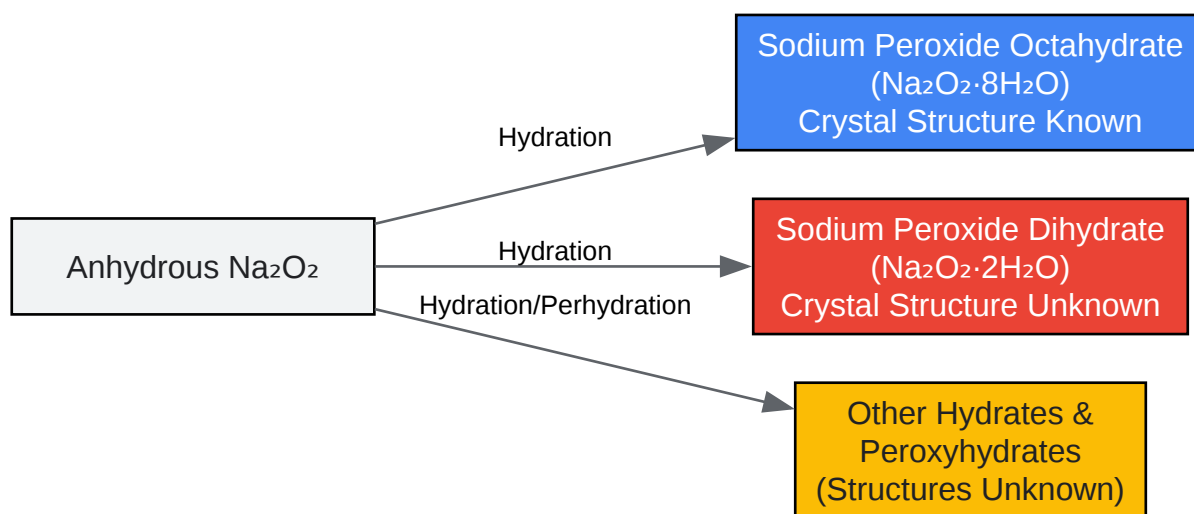 Sodium Peroxide Octahydrate
(Na₂O₂·8H₂O)
Crystal Structure Known
Hydration
Anhydrous Na₂O₂
Hydration
Sodium Peroxide Dihydrate
(Na₂O₂·2H₂O)
Crystal Structure Unknown
Hydration/Perhydration
Other Hydrates &
Peroxyhydrates
(Structures Unknown)